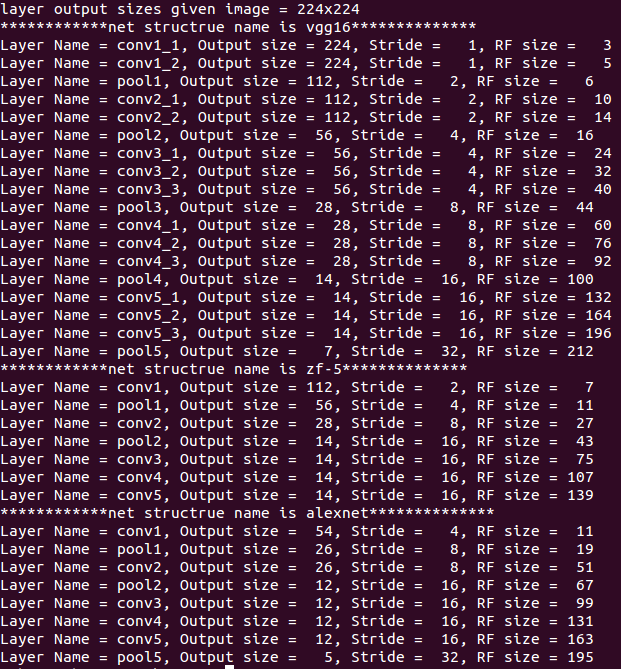 layer output sizes given image = 224x224
************net structrue name is vgg16**************
Layer Name = conv1_1, Output size = 224, Stride =   1, RF size =   3
Layer Name = conv1_2, Output size = 224, Stride =   1, RF size =   5
Layer Name = pool1, Output size = 112, Stride =   2, RF size =   6
Layer Name = conv2_1, Output size = 112, Stride =   2, RF size =  10
Layer Name = conv2_2, Output size = 112, Stride =   2, RF size =  14
Layer Name = pool2, Output size =  56, Stride =   4, RF size =  16
Layer Name = conv3_1, Output size =  56, Stride =   4, RF size =  24
Layer Name = conv3_2, Output size =  56, Stride =   4, RF size =  32
Layer Name = conv3_3, Output size =  56, Stride =   4, RF size =  40
Layer Name = pool3, Output size =  28, Stride =   8, RF size =  44
Layer Name = conv4_1, Output size =  28, Stride =   8, RF size =  60
Layer Name = conv4_2, Output size =  28, Stride =   8, RF size =  76
Layer Name = conv4_3, Output size =  28, Stride =   8, RF size =  92
Layer Name = pool4, Output size =  14, Stride =  16, RF size = 100
Layer Name = conv5_1, Output size =  14, Stride =  16, RF size = 132
Layer Name = conv5_2, Output size =  14, Stride =  16, RF size = 164
Layer Name = conv5_3, Output size =  14, Stride =  16, RF size = 196
Layer Name = pool5, Output size =   7, Stride =  32, RF size = 212
************net structrue name is zf-5**************
Layer Name = conv1, Output size = 112, Stride =   2, RF size =   7
Layer Name = pool1, Output size =  56, Stride =   4, RF size =  11
Layer Name = conv2, Output size =  28, Stride =   8, RF size =  27
Layer Name = pool2, Output size =  14, Stride =  16, RF size =  43
Layer Name = conv3, Output size =  14, Stride =  16, RF size =  75
Layer Name = conv4, Output size =  14, Stride =  16, RF size = 107
Layer Name = conv5, Output size =  14, Stride =  16, RF size = 139
************net structrue name is alexnet**************
Layer Name = conv1, Output size =  54, Stride =   4, RF size =  11
Layer Name = pool1, Output size =  26, Stride =   8, RF size =  19
Layer Name = conv2, Output size =  26, Stride =   8, RF size =  51
Layer Name = pool2, Output size =  12, Stride =  16, RF size =  67
Layer Name = conv3, Output size =  12, Stride =  16, RF size =  99
Layer Name = conv4, Output size =  12, Stride =  16, RF size = 131
Layer Name = conv5, Output size =  12, Stride =  16, RF size = 163
Layer Name = pool5, Output size =   5, Stride =  32, RF size = 195